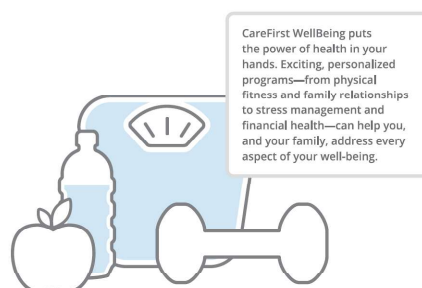 CareFirst WellBeing puts
the power of health in your
hands. Exciting, personalized
programs—from physical
fitness and family relationships
to stress management and
financial health—can help you,
and your family, address every
aspect of your well-being.